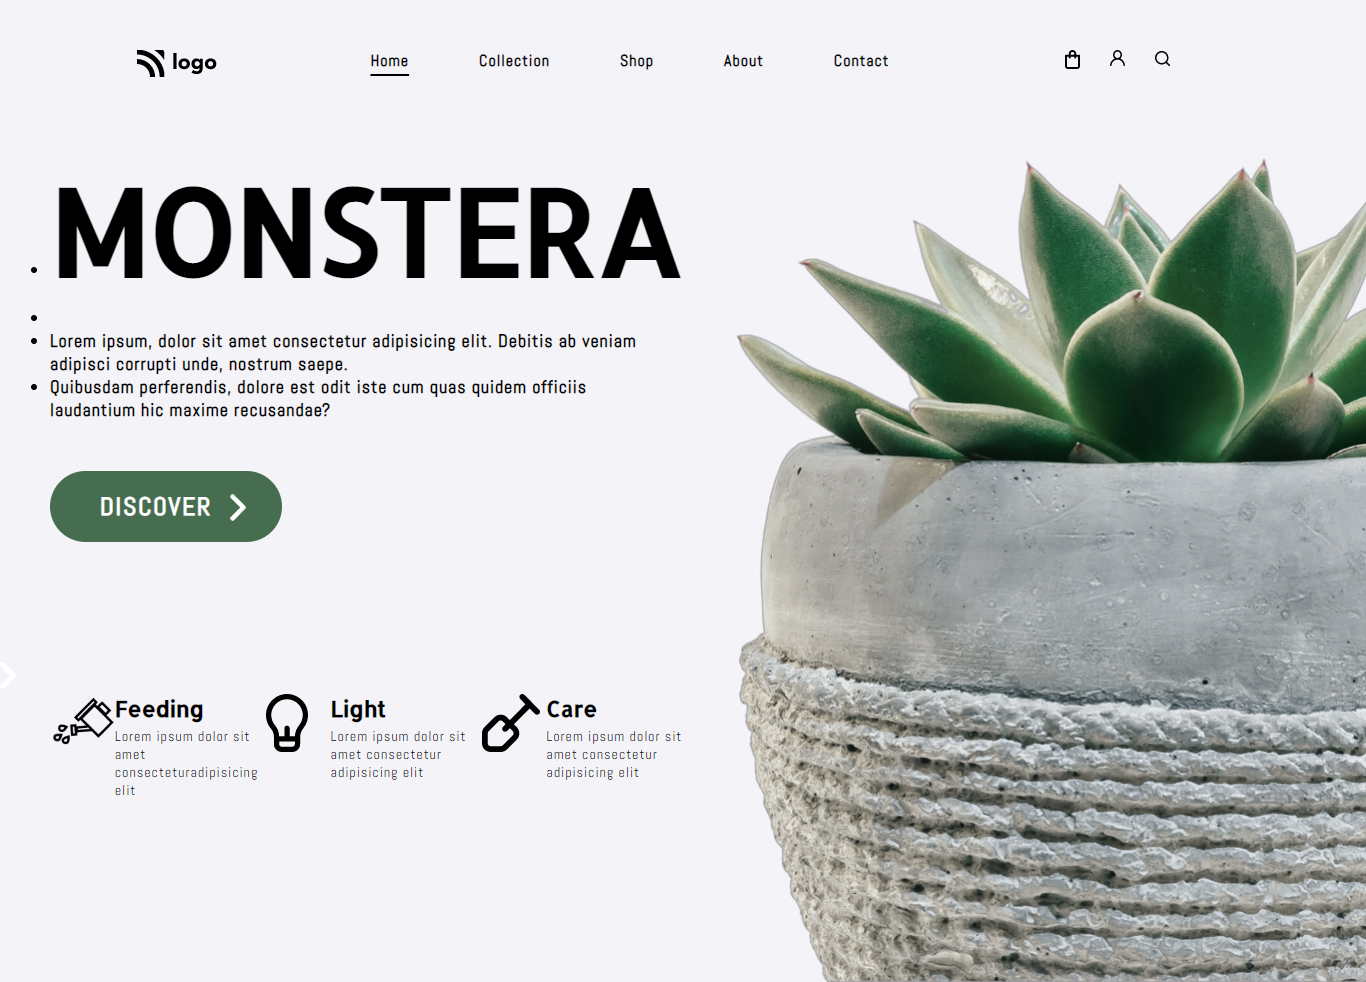 logo
Home
Collection
Shop
About
Contact
MONSTERA
Lorem ipsum, dolor sit amet consectetur adipisicing elit. Debitis ab veniam
adipisci corrupti unde, nostrum saepe.
Quibusdam perferendis, dolore est odit iste cum quas quidem officiis
laudantium hic maxime recusandae?
DISCOVER
Feeding
Lorem ipsum dolor sit
amet
consecteturadipisicing
elit
Light
Lorem ipsum dolor sit
amet consectetur
adipisicing elit
Care
Lorem ipsum dolor sit
amet consectetur
adipisicing elit